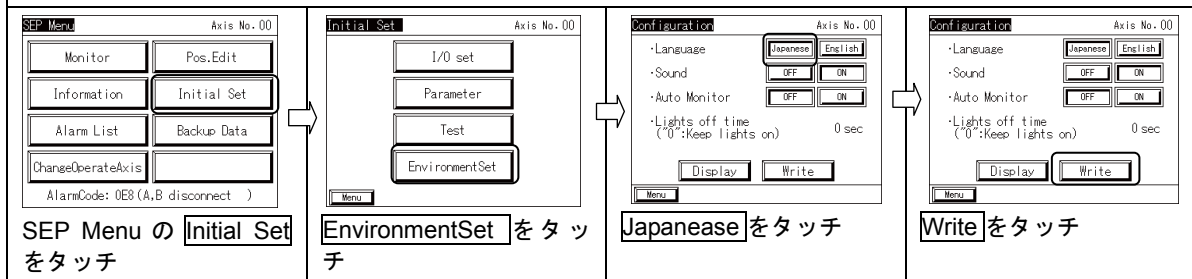 SEP Menu Axis No.00
Monitor Pos.Edit
Information Initial Set
Alarm List Backup Data
ChangeOperateAxis
AlarmCode: 0E8(A,B disconnect )
SEP Menu の Initial Set
をタッチ
Initial Set Axis No.00
I/O set
Parameter
Test
EnvironmentSet
Menu
EnvironmentSet をタッ
チ
Configuration Axis No.00
･Language Japanese English
･Sound OFF ON
･Auto Monitor OFF ON
･Lights off time
("0":Keep lights on) 0 sec
Display Write
Menu
Japanease をタッチ
Configuration Axis No.00
･Language Japanese English
･Sound OFF ON
･Auto Monitor OFF ON
･Lights off time
("0":Keep lights on) 0 sec
Display Write
Menu
Write をタッチ